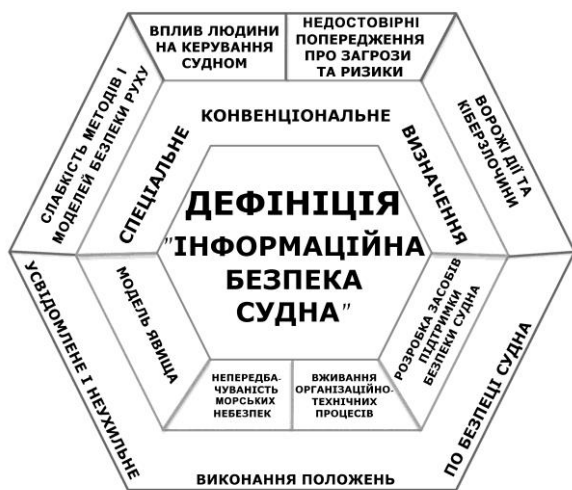 ВПЛИВ ЛЮДИНИ
НА КЕРУВАННЯ
СУДНОМ
НЕДОСТОВІРНІ
ПОПЕРЕДЖЕННЯ
ПРО ЗАГРОЗИ
ТА РИЗИКИ
СЛАБКІСТЬ МЕТОДІВ І
МОДЕЛЕЙ БЕЗПЕКИ РУХУ
ВОРОЖІ ДІЇ ТА
КІБЕРЗЛОЧИНИ
СПЕЦІАЛЬНЕ
КОНВЕНЦІОНАЛЬНЕ
ВИЗНАЧЕННЯ
ДЕФІНІЦІЯ
"ІНФОРМАЦІЙНА
БЕЗПЕКА
СУДНА"
МОДЕЛЬ ЯВИЩА
НЕПЕРЕДБА-
ЧУВАНІСТЬ
МОРСЬКИХ
НЕБЕЗПЕК
ВЖИВАННЯ
ОРГАНІЗАЦІЙНО-
ТЕХНІЧНИХ
ПРОЦЕСІВ
РОЗРОБКА ЗАСОБІВ
ПІДТРИМКИ
БЕЗПЕКИ СУДНА
УСВІДОМЛЕНЕ І НЕУХИЛЬНЕ
ВИКОНАННЯ ПОЛОЖЕНЬ
ПО БЕЗПЕЦІ СУДНА